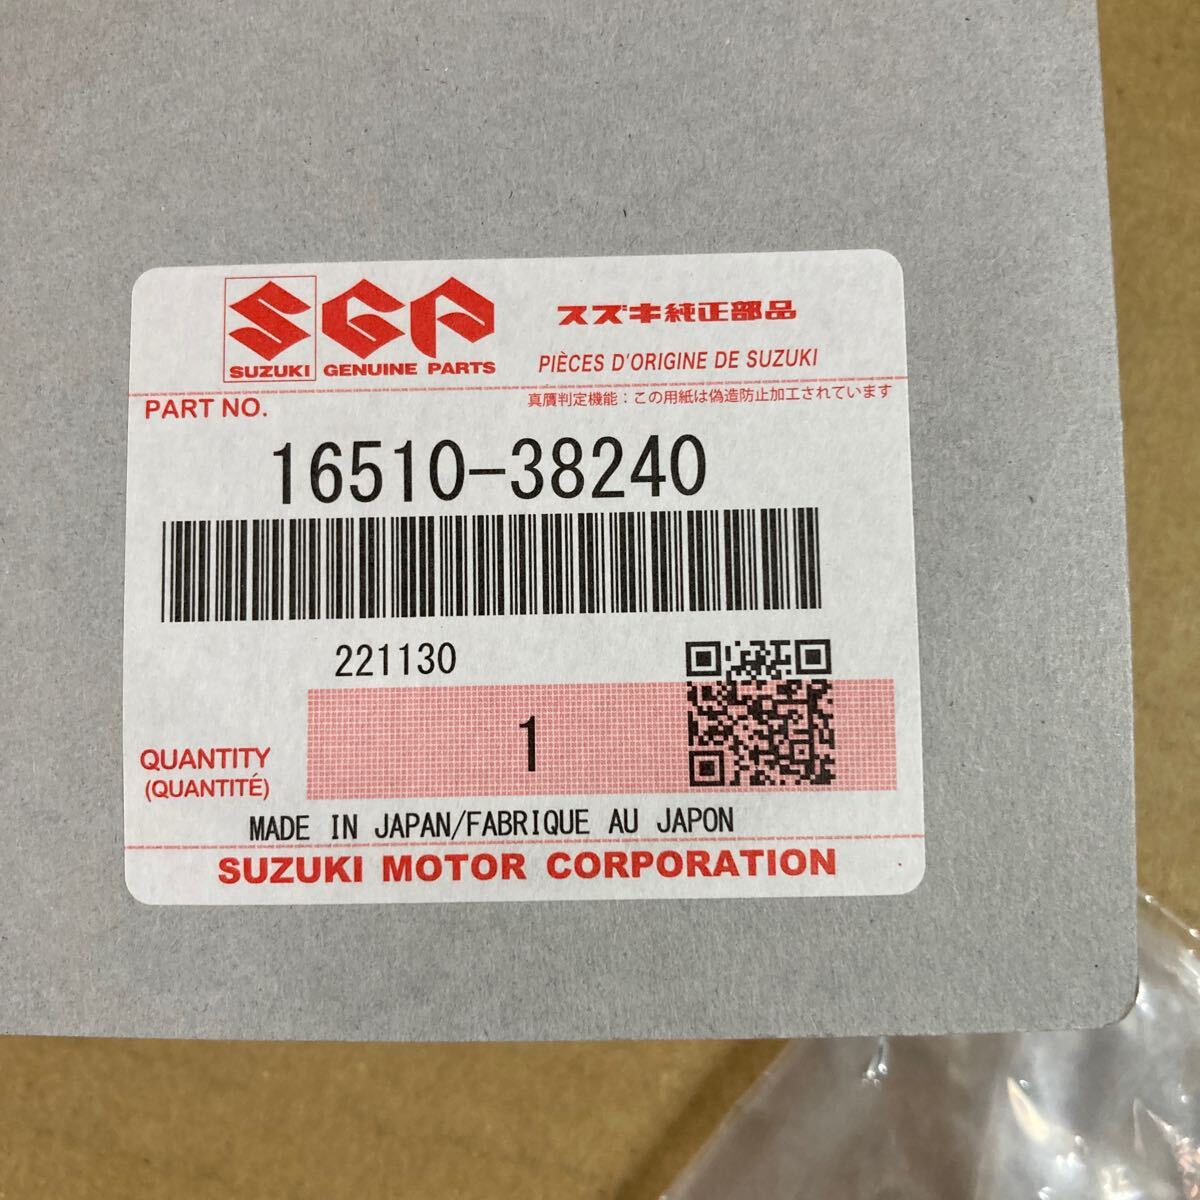 SGP スズキ純正部品
SUZUKI GENUINE PARTS PIÈCES D'ORIGINE DE SUZUKI
PART NO. 真贋判定機能：この用紙は偽造防止加工されています
16510-38240
221130
1
QUANTITY
(QUANTITÉ)
MADE IN JAPAN/FABRIQUE AU JAPON
SUZUKI MOTOR CORPORATION